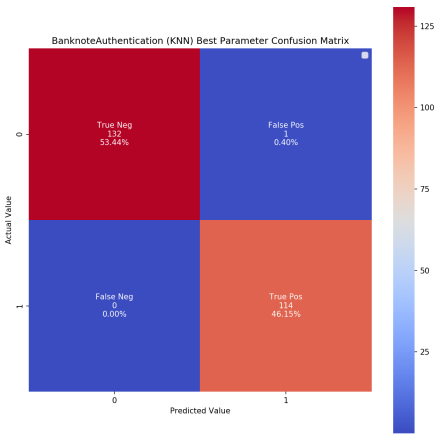 BanknoteAuthentication (KNN) Best Parameter Confusion Matrix
True Neg
132
53.44%
False Pos
1
0.40%
False Neg
0
0.00%
True Pos
114
46.15%
0
1
Actual Value
0
1
Predicted Value
125
100
75
50
25